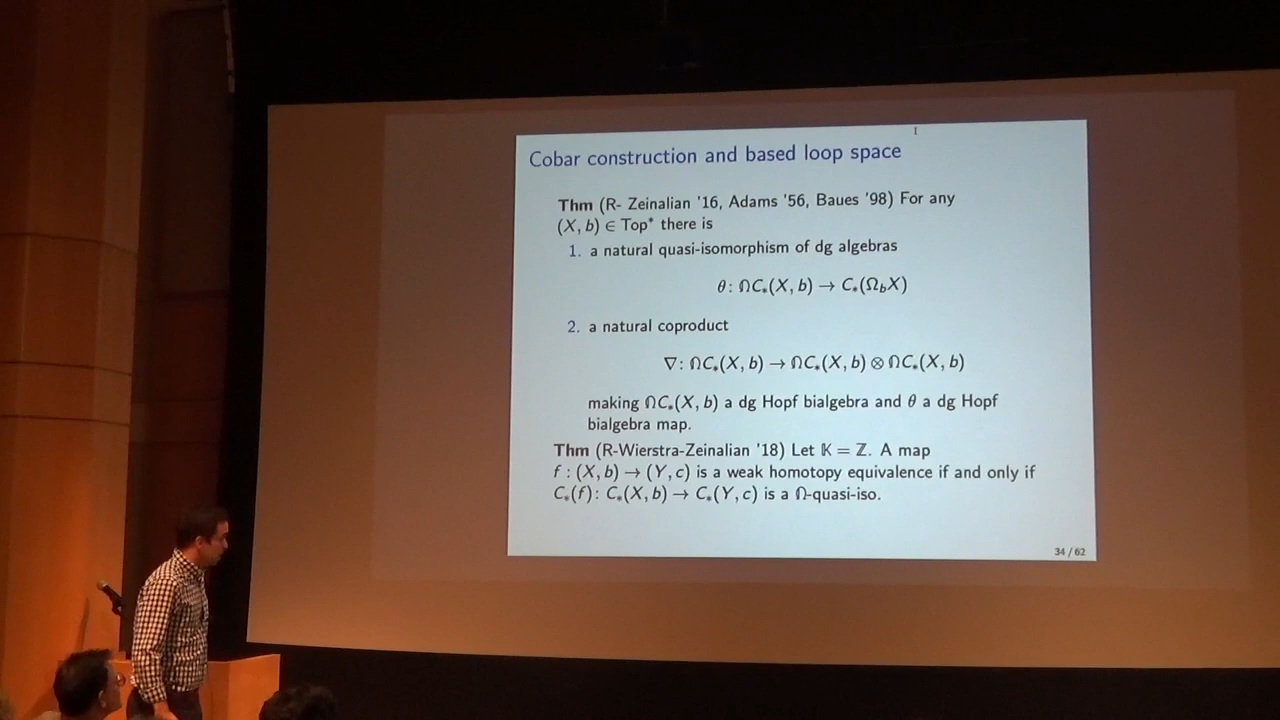 Cobar construction and based loop space
Thm (R- Zeinalian '16, Adams '56, Baues '98) For any
(X, b) ∈ Top* there is
1. a natural quasi-isomorphism of dg algebras
θ: ΩC₊(X, b) → C₊(Ω_bX)
2. a natural coproduct
∇: ΩC₊(X, b) → ΩC₊(X, b) ⊗ ΩC₊(X, b)
making ΩC₊(X, b) a dg Hopf bialgebra and θ a dg Hopf
bialgebra map.
Thm (R-Wierstra-Zeinalian '18) Let 𝕂 = ℤ. A map
f : (X, b) → (Y, c) is a weak homotopy equivalence if and only if
C₊(f): C₊(X, b) → C₊(Y, c) is a Ω-quasi-iso.
34 / 62